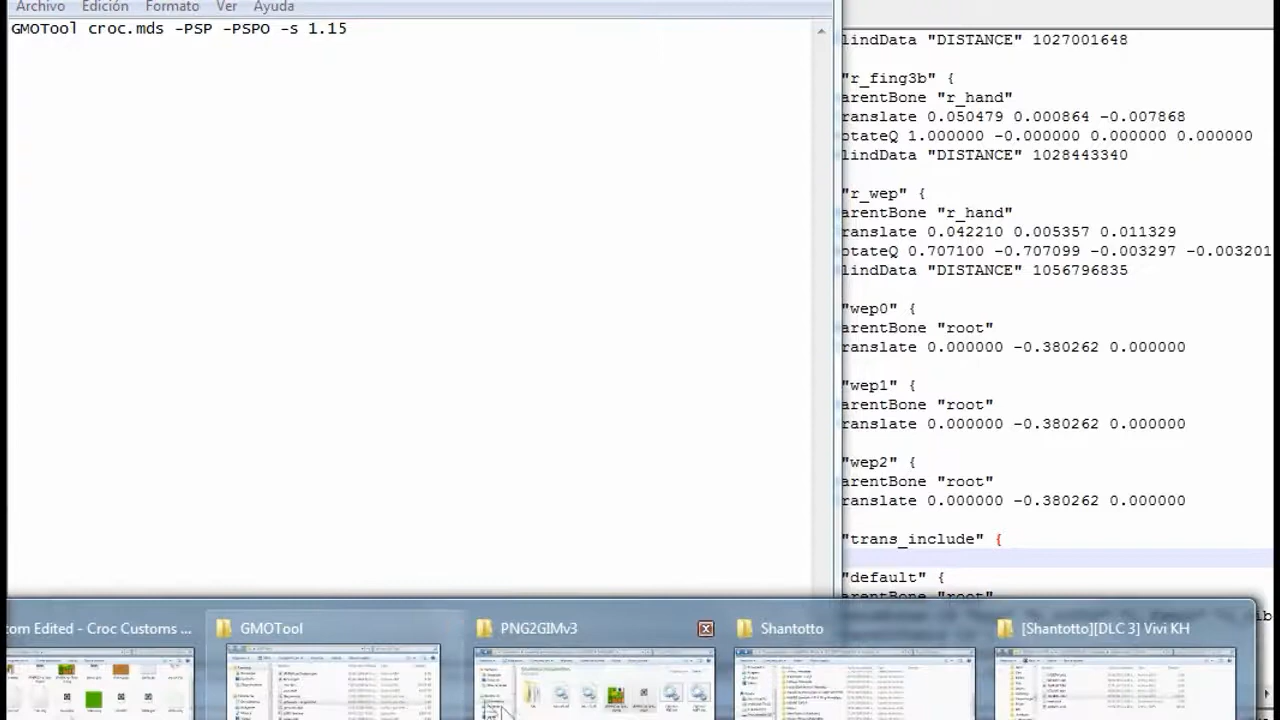 Archivo Edición Formato Ver Ayuda
GMOTool croc.mds -PSP -PSPO -s 1.15
lindData "DISTANCE" 1027001648
"r_fing3b" {
arentBone "r_hand"
ranslate 0.050479 0.000864 -0.007868
otateQ 1.000000 -0.000000 0.000000 0.000000
lindData "DISTANCE" 1028443340
"r_wep" {
arentBone "r_hand"
ranslate 0.042210 0.005357 0.011329
otateQ 0.707100 -0.707099 -0.003297 -0.003201
lindData "DISTANCE" 1056796835
"wep0" {
arentBone "root"
ranslate 0.000000 -0.380262 0.000000
"wep1" {
arentBone "root"
ranslate 0.000000 -0.380262 0.000000
"wep2" {
arentBone "root"
ranslate 0.000000 -0.380262 0.000000
"trans_include" {
"default" {
arentBone "root"
tom Edited - Croc Customs ... GMOTool PNG2GIMv3 Shantotto [Shantotto][DLC 3] Vivi KH